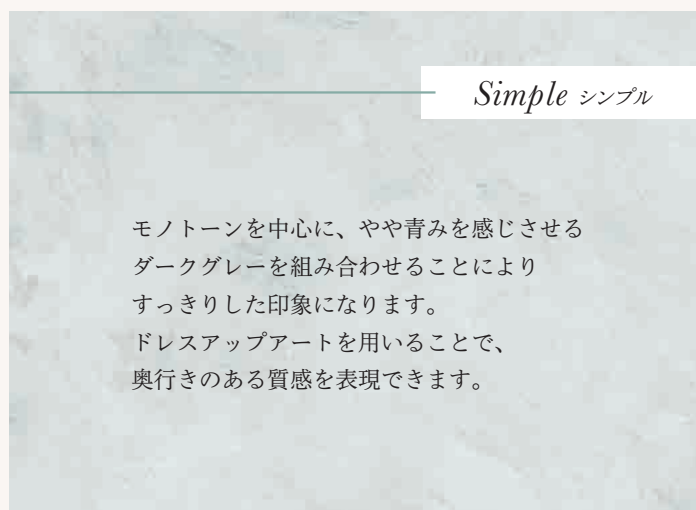 Simple シンプル
モノトーンを中心に、やや青みを感じさせる
ダークグレーを組み合わせることにより
すっきりした印象になります。
ドレスアップアートを用いることで、
奥行きのある質感を表現できます。